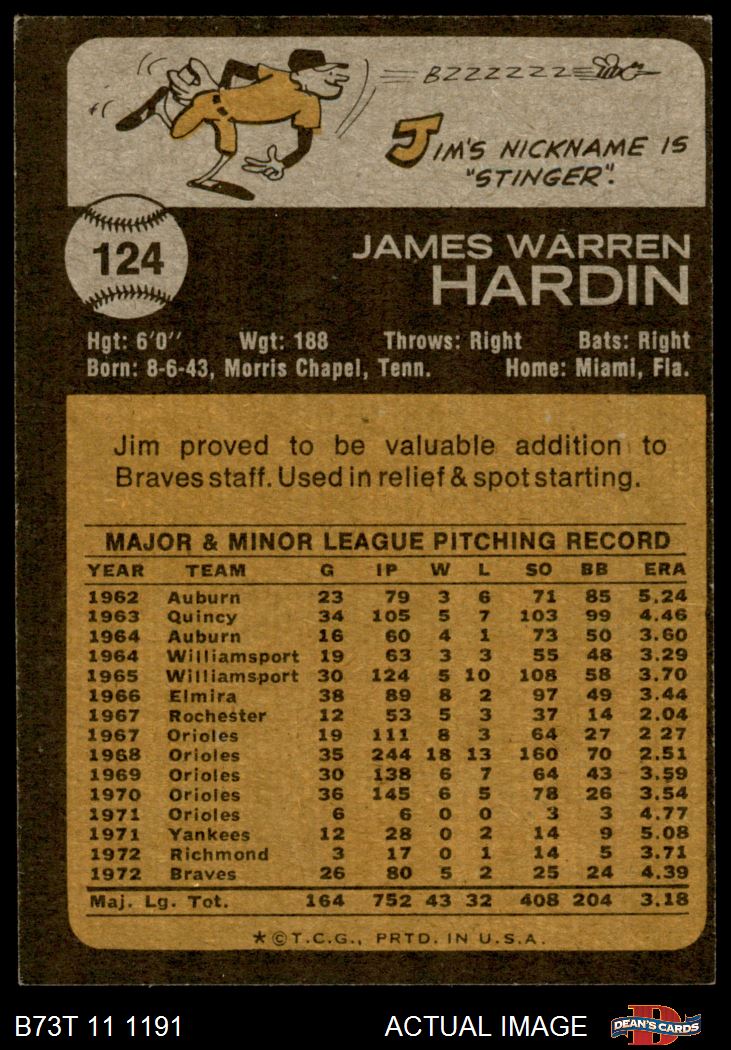 BZZZZZZZ
JIM'S NICKNAME IS
"STINGER".
124
JAMES WARREN
HARDIN
Hgt: 6'0" Wgt: 188 Throws: Right Bats: Right
Born: 8-6-43, Morris Chapel, Tenn. Home: Miami, Fla.
Jim proved to be valuable addition to
Braves staff. Used in relief & spot starting.
MAJOR & MINOR LEAGUE PITCHING RECORD
YEAR TEAM G IP W L SO BB ERA
1962 Auburn 23 79 3 6 71 85 5.24
1963 Quincy 34 105 5 7 103 99 4.46
1964 Auburn 16 60 4 1 73 50 3.60
1964 Williamsport 19 63 3 3 55 48 3.29
1965 Williamsport 30 124 5 10 108 58 3.70
1966 Elmira 38 89 8 2 97 49 3.44
1967 Rochester 12 53 5 3 37 14 2.04
1967 Orioles 19 111 8 3 64 27 2 27
1968 Orioles 35 244 18 13 160 70 2.51
1969 Orioles 30 138 6 7 64 43 3.59
1970 Orioles 36 145 6 5 78 26 3.54
1971 Orioles 6 6 0 0 3 3 4.77
1971 Yankees 12 28 0 2 14 9 5.08
1972 Richmond 3 17 0 1 14 5 3.71
1972 Braves 26 80 5 2 25 24 4.39
Maj. Lg. Tot. 164 752 43 32 408 204 3.18
*©T.C.G., PRTD. IN U.S.A.
B73T 11 1191 ACTUAL IMAGE DEAN'S CARDS